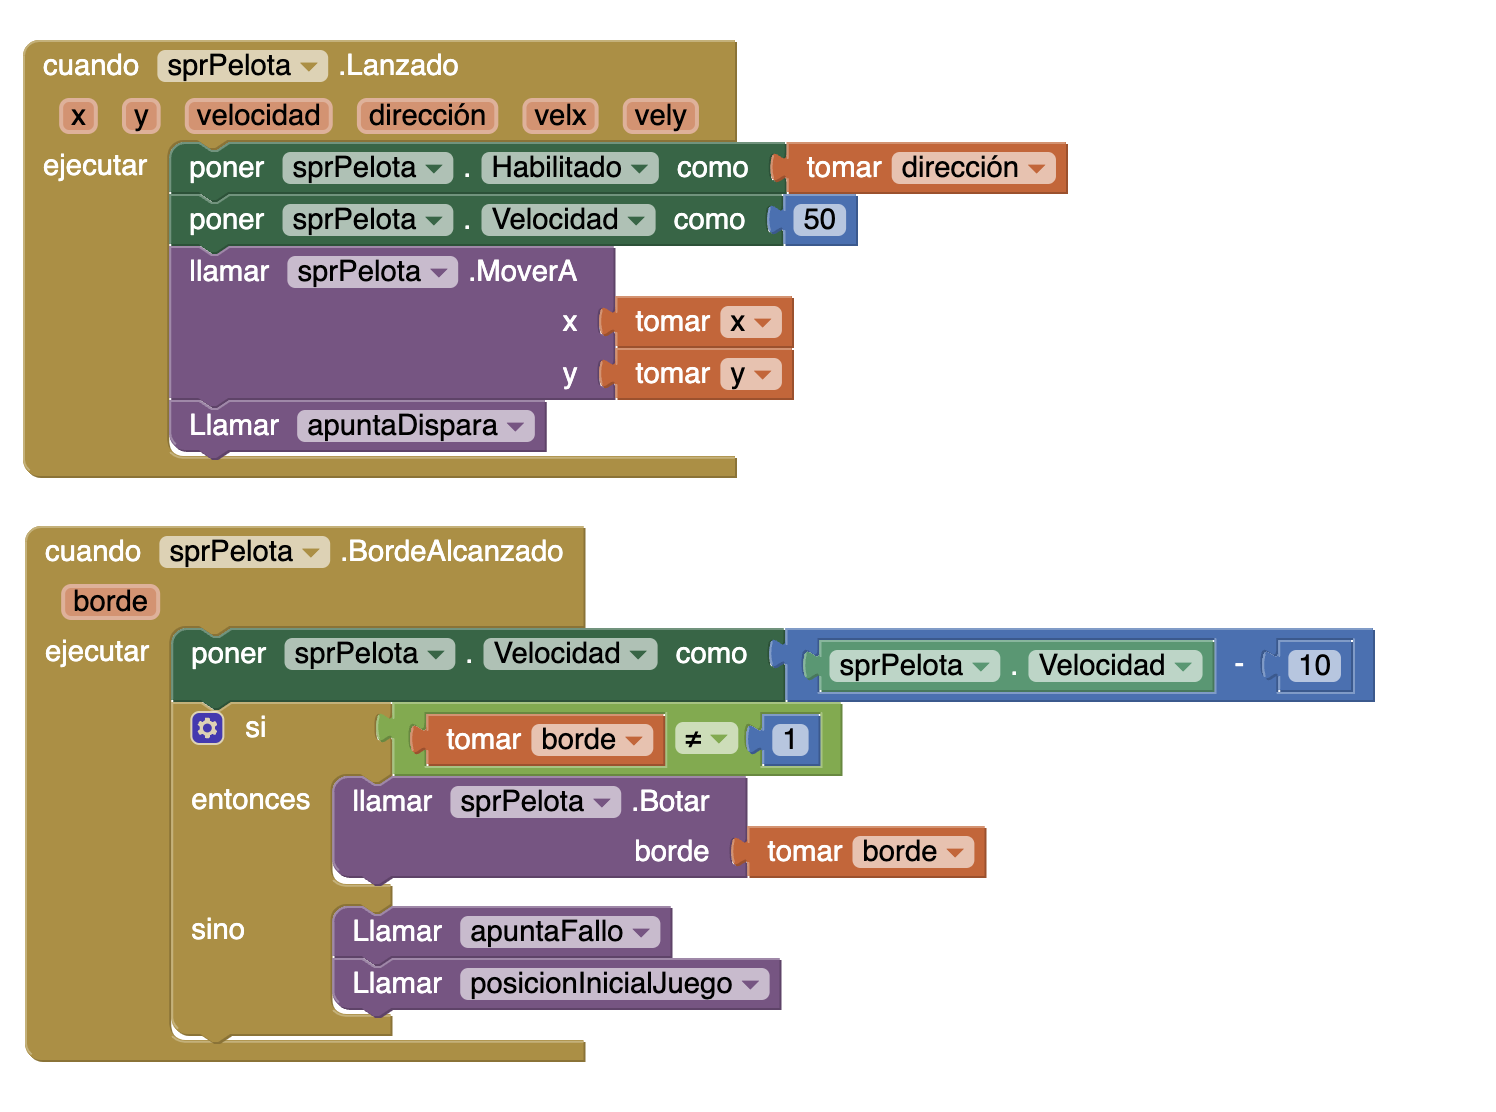 cuando sprPelota .Lanzado
x y velocidad dirección velx vely
ejecutar poner sprPelota . Habilitado como tomar dirección
poner sprPelota . Velocidad como 50
llamar sprPelota .MoverA
x tomar x
y tomar y
Llamar apuntaDispara
cuando sprPelota .BordeAlcanzado
borde
ejecutar poner sprPelota . Velocidad como sprPelota . Velocidad - 10
si tomar borde ≠ 1
entonces llamar sprPelota .Botar
borde tomar borde
sino Llamar apuntaFallo
Llamar posicionInicialJuego